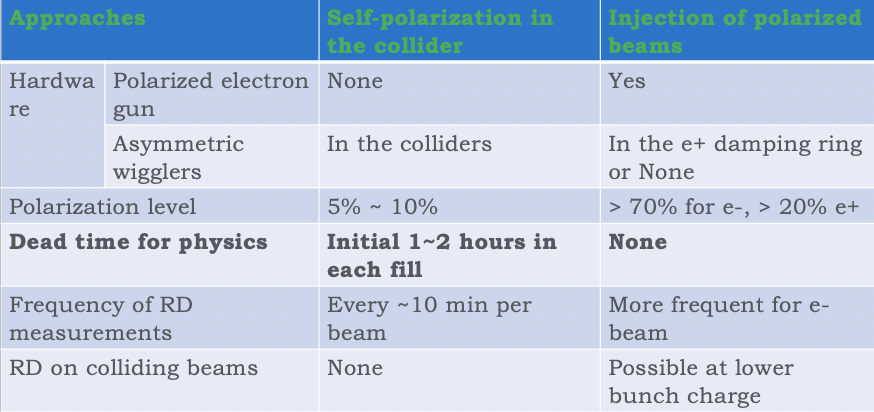 Approaches
Self-polarization in
the collider
Injection of polarized
beams
Hardwa
re
Polarized electron
gun
None
Yes
Asymmetric
wigglers
In the colliders
In the e+ damping ring
or None
Polarization level
5% ~ 10%
> 70% for e-, > 20% e+
Dead time for physics
Initial 1~2 hours in
each fill
None
Frequency of RD
measurements
Every ~10 min per
beam
More frequent for e-
beam
RD on colliding beams
None
Possible at lower
bunch charge